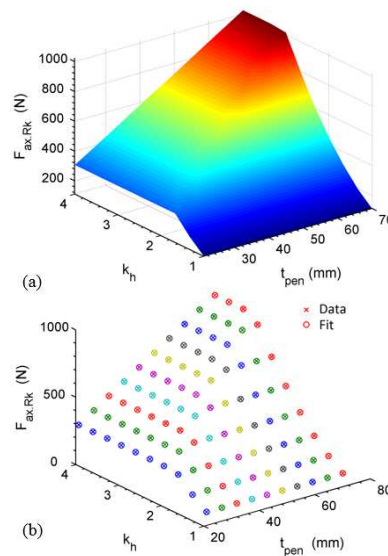 1000
800
600
400
200
F_ax.Rk (N)
4
3
2
1
k_h
30
40
50
60
70
t_pen (mm)
(a)
× Data
○ Fit
1000
500
0
F_ax.Rk (N)
4
3
2
1
k_h
20
40
60
80
t_pen (mm)
(b)